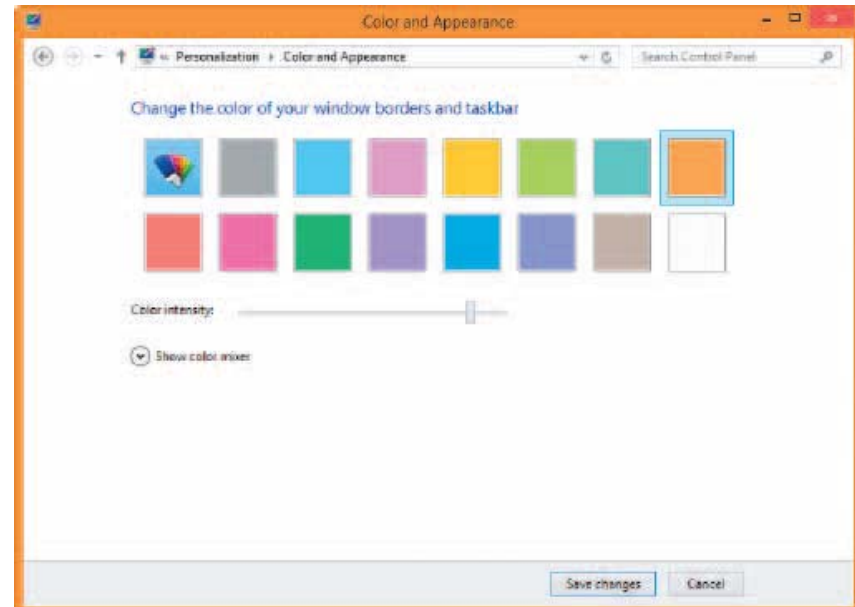 Color and Appearance
« Personalization › Color and Appearance Search Control Panel
Change the color of your window borders and taskbar
Color intensity:
Show color mixer
Save changes Cancel